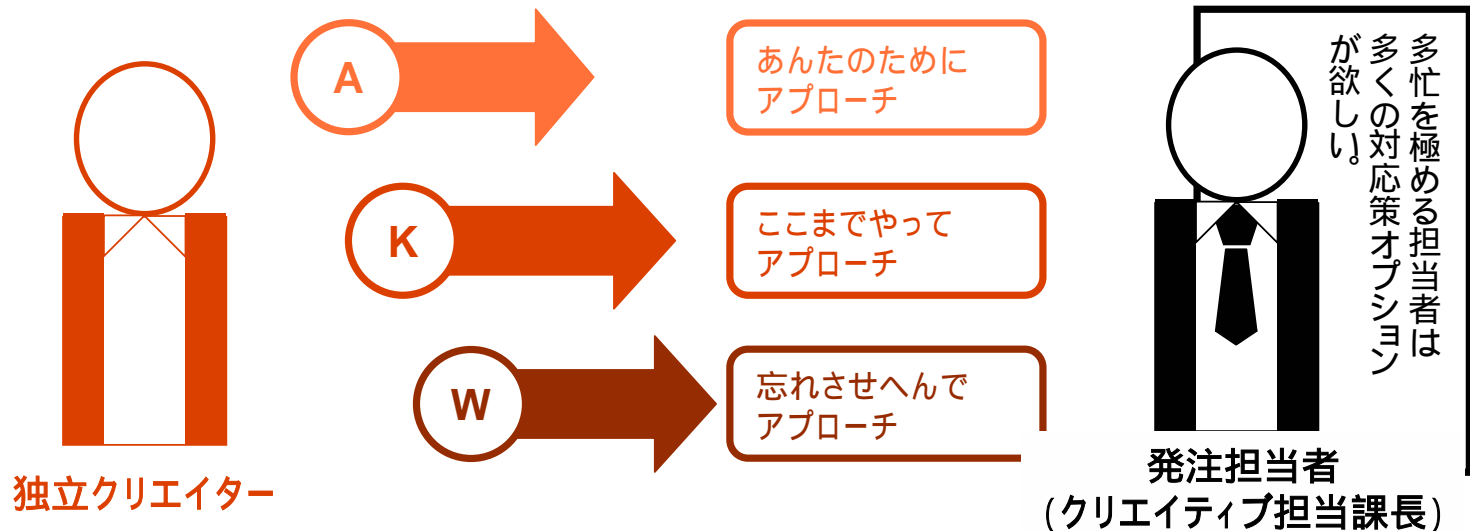 A
あんたのために
アプローチ
K
ここまでやって
アプローチ
W
忘れさせへんで
アプローチ
多忙を極める担当者は
多くの対応策オプション
が欲しい。
独立クリエイター
発注担当者
(クリエイティブ担当課長)